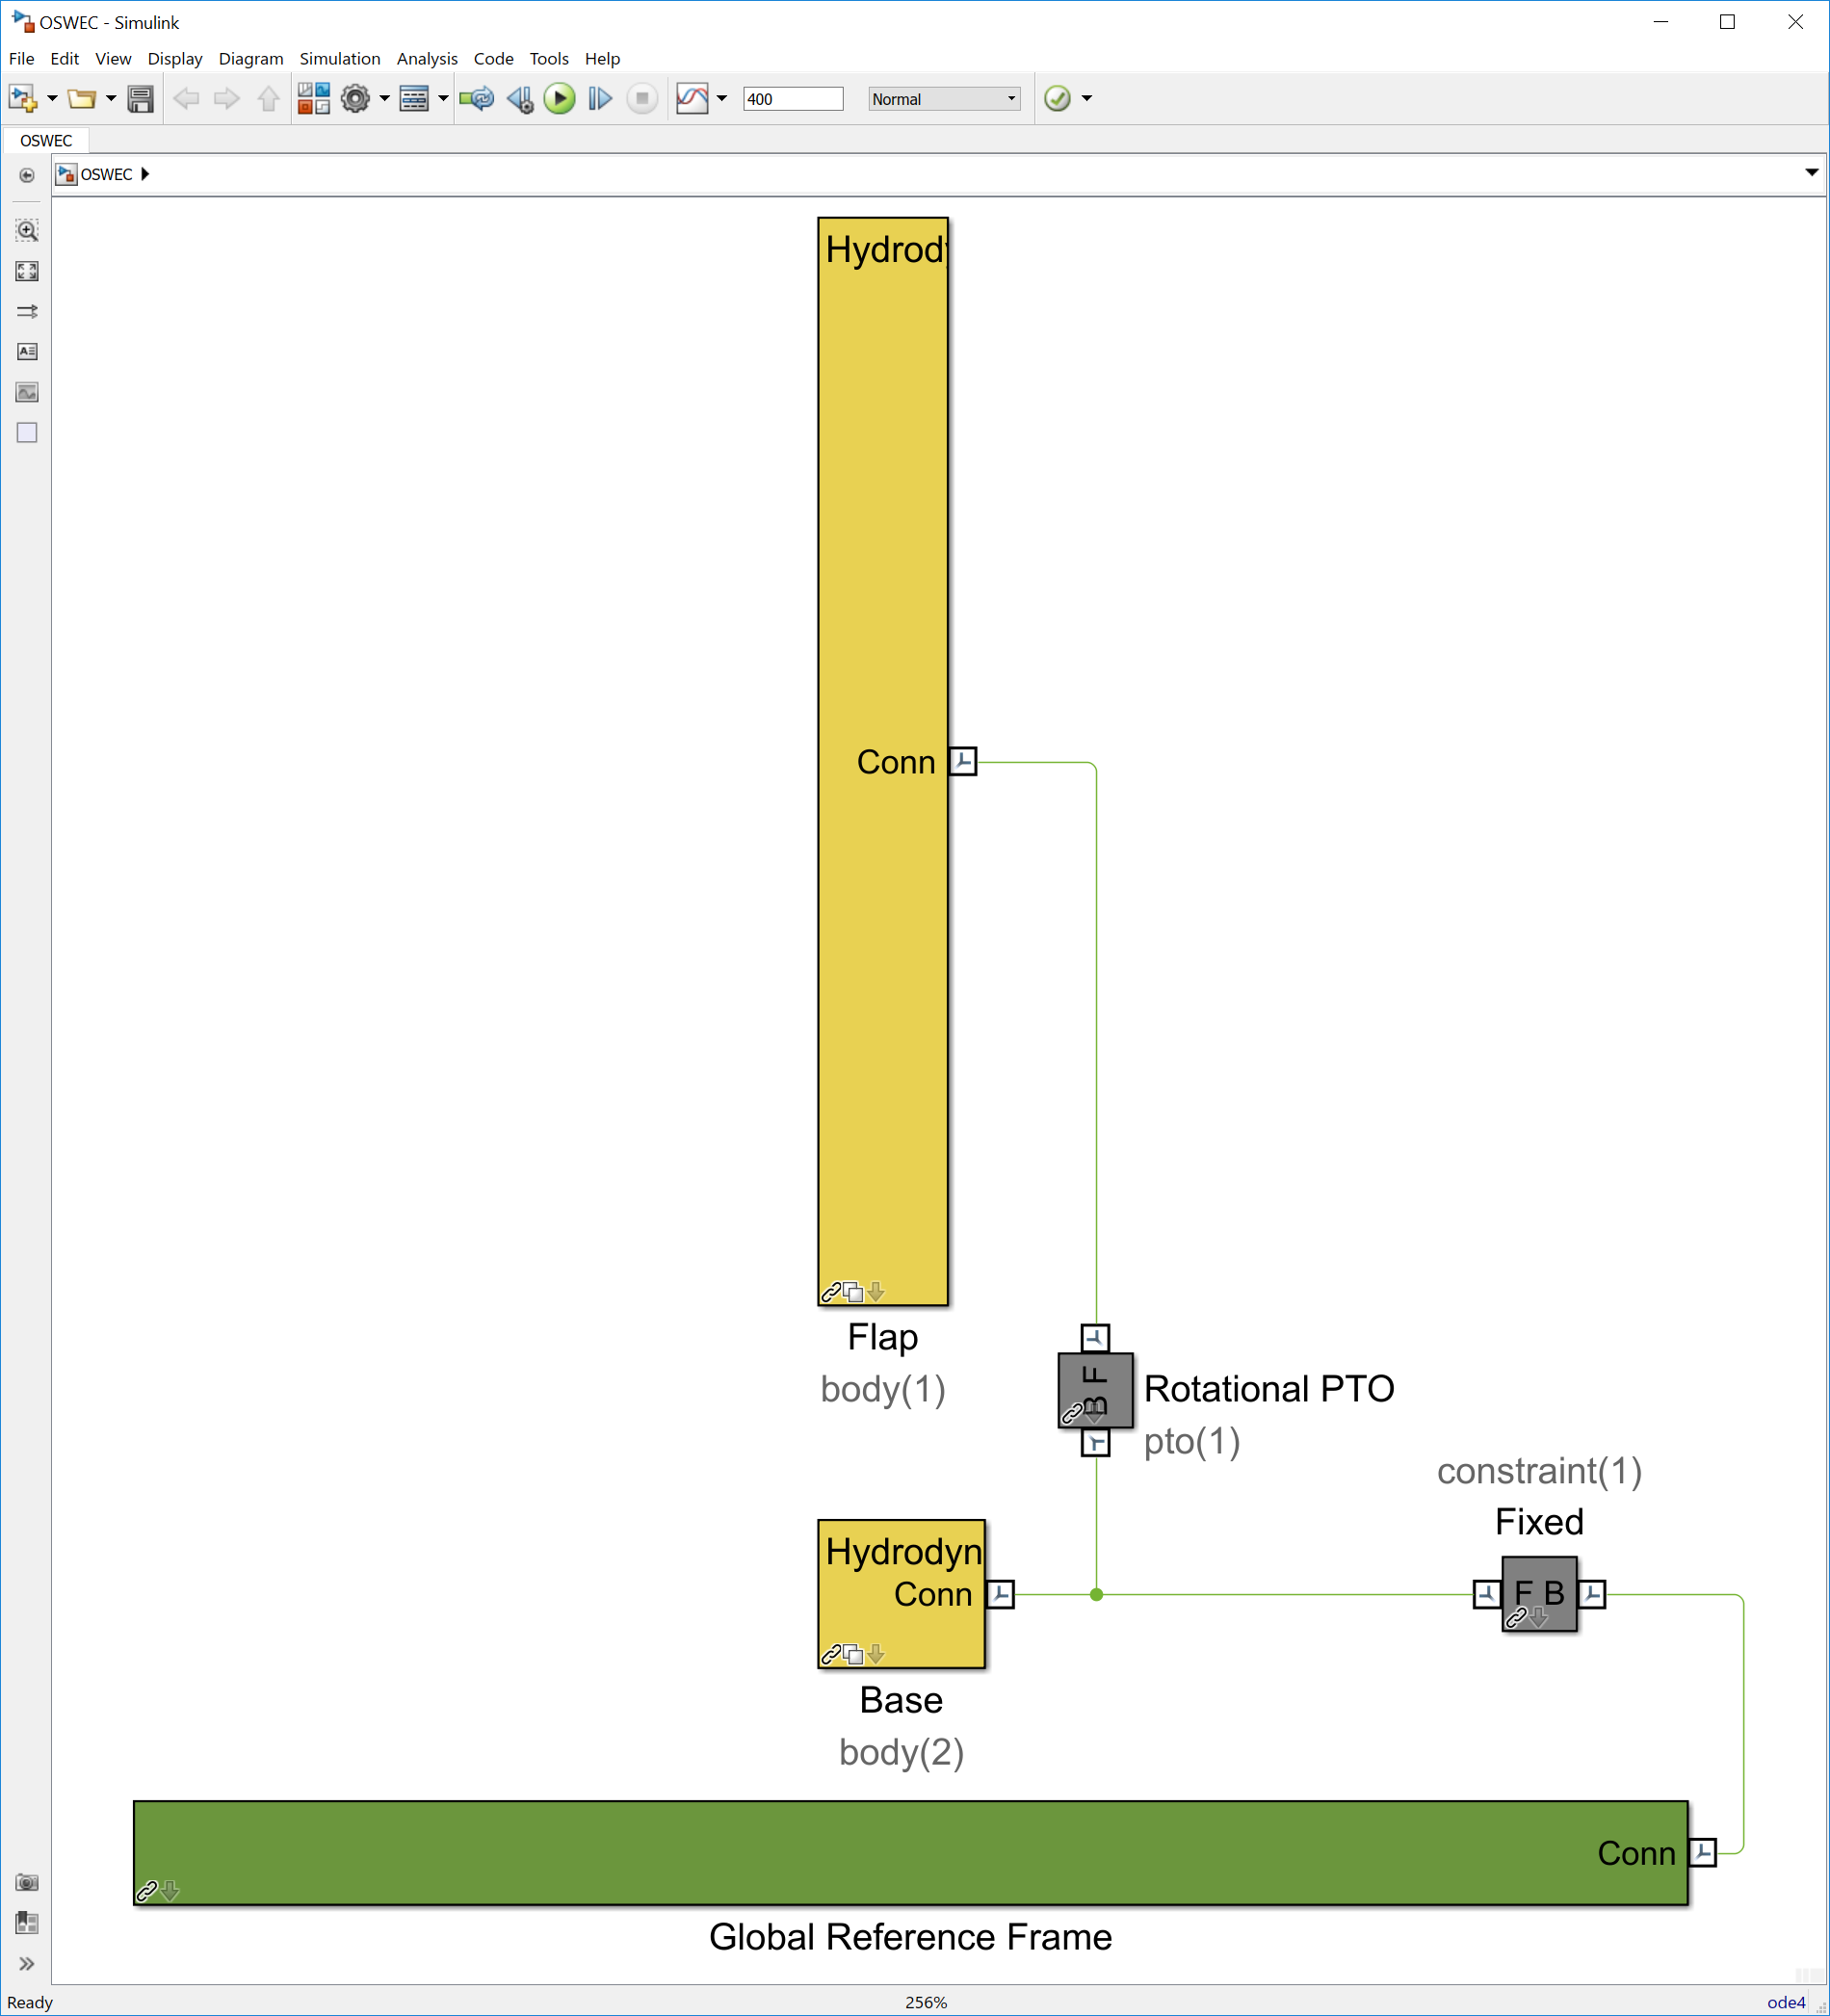 OSWEC - Simulink
File Edit View Display Diagram Simulation Analysis Code Tools Help
400 Normal
OSWEC
OSWEC
Hydrody
Conn
Flap
body(1)
B F
Rotational PTO
pto(1)
constraint(1)
Fixed
F B
Hydrodyn
Conn
Base
body(2)
Conn
Global Reference Frame
Ready 256% ode4